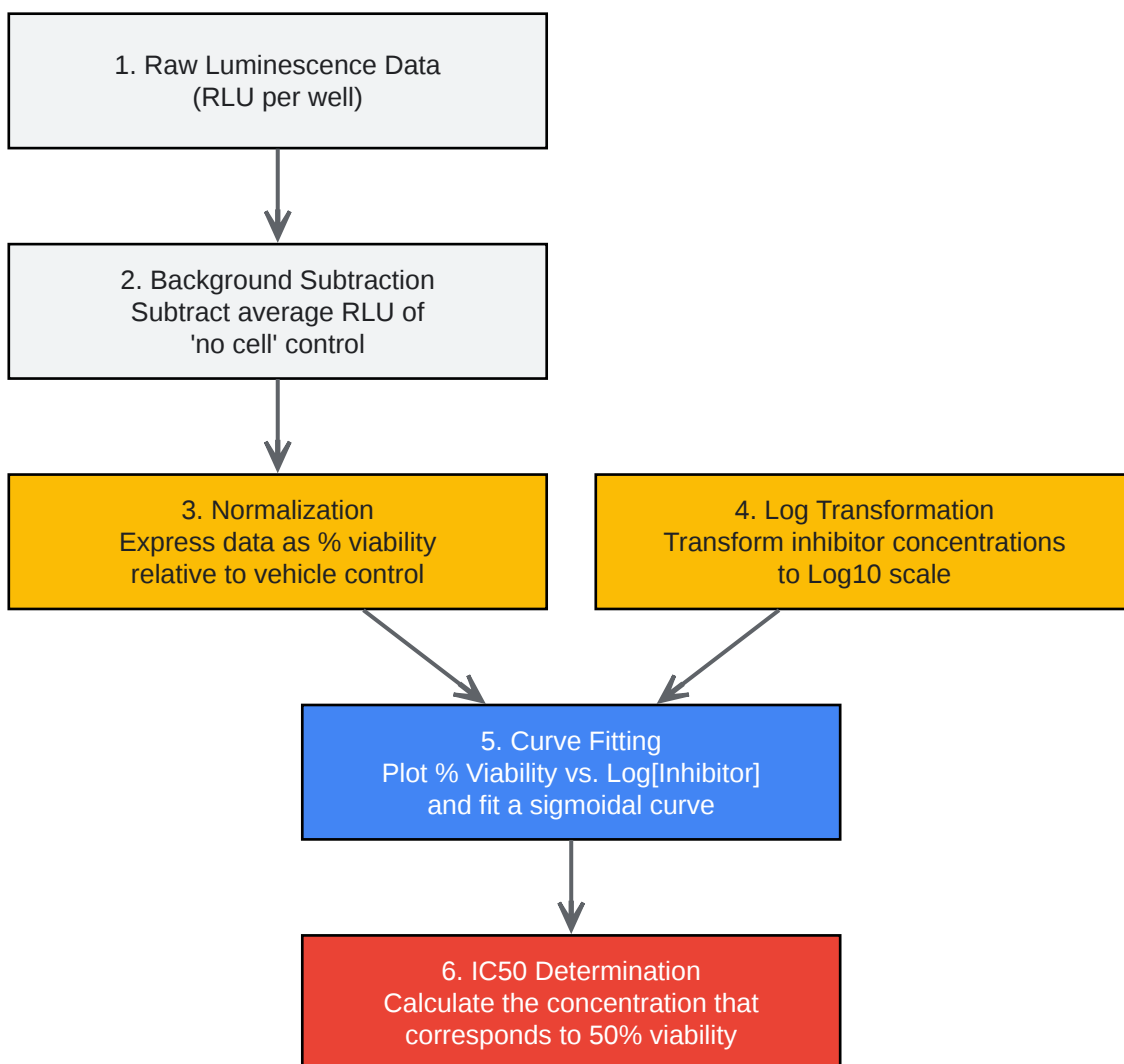 1. Raw Luminescence Data
(RLU per well)
2. Background Subtraction
Subtract average RLU of
'no cell' control
3. Normalization
Express data as % viability
relative to vehicle control
4. Log Transformation
Transform inhibitor concentrations
to Log10 scale
5. Curve Fitting
Plot % Viability vs. Log[Inhibitor]
and fit a sigmoidal curve
6. IC50 Determination
Calculate the concentration that
corresponds to 50% viability